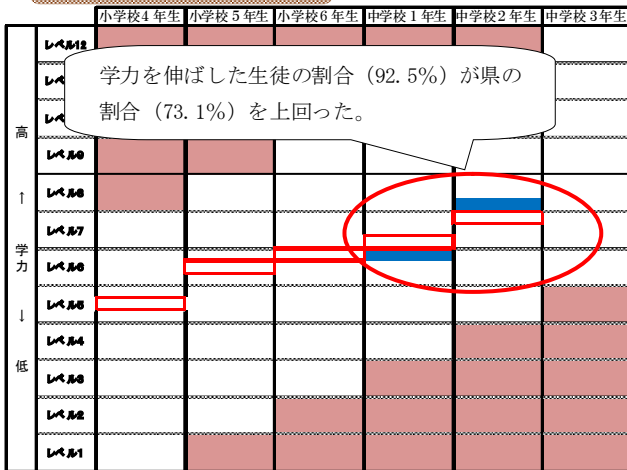 小学校4年生 小学校5年生 小学校6年生 中学校1年生 中学校2年生 中学校3年生
レベル12
レベ
学力を伸ばした生徒の割合（92.5％）が県の
レベ
割合（73.1％）を上回った。
レベル9
高
レベル8
↑
レベル7
学
力
レベル6
レベル5
↓
レベル4
低
レベル3
レベル2
レベル1